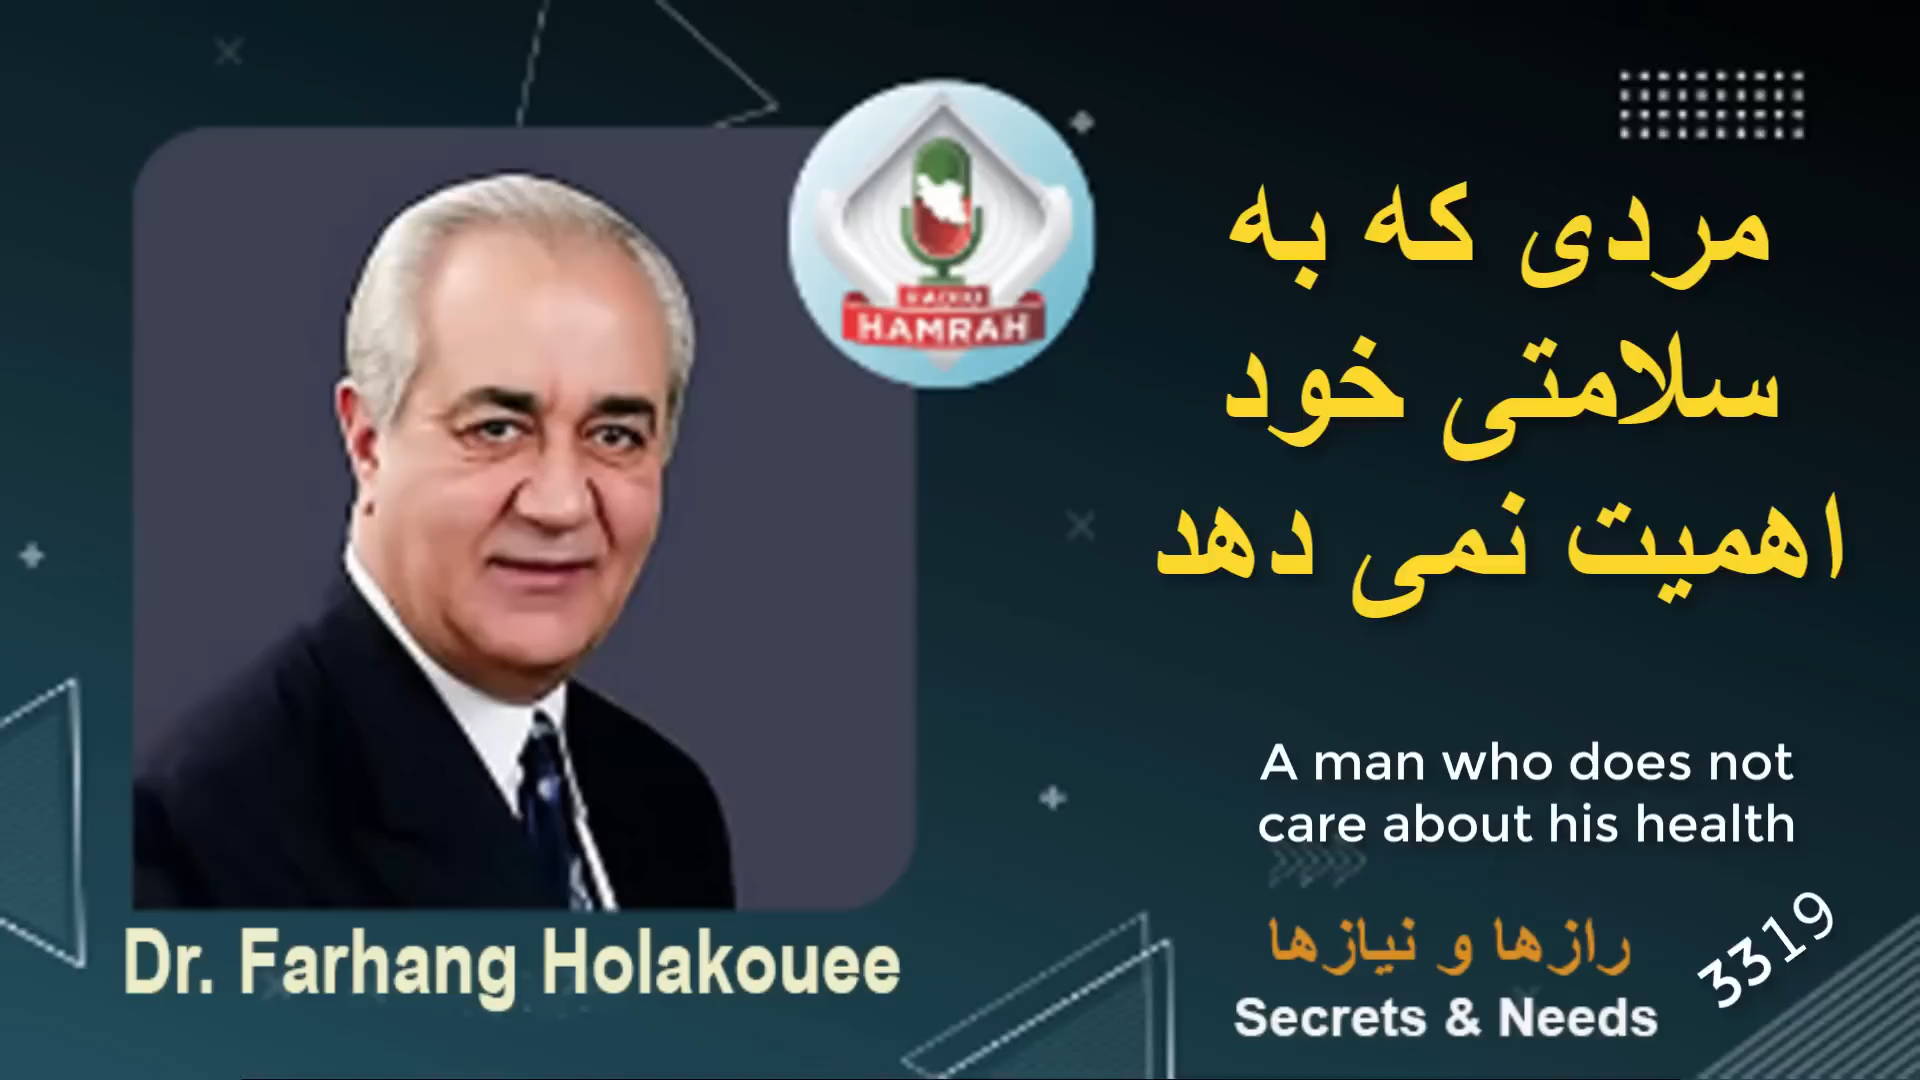 RADIO
HAMRAH
مردی که به
سلامتی خود
اهمیت نمی دهد
A man who does not
care about his health
رازها و نیازها
3319
Secrets & Needs
Dr. Farhang Holakouee